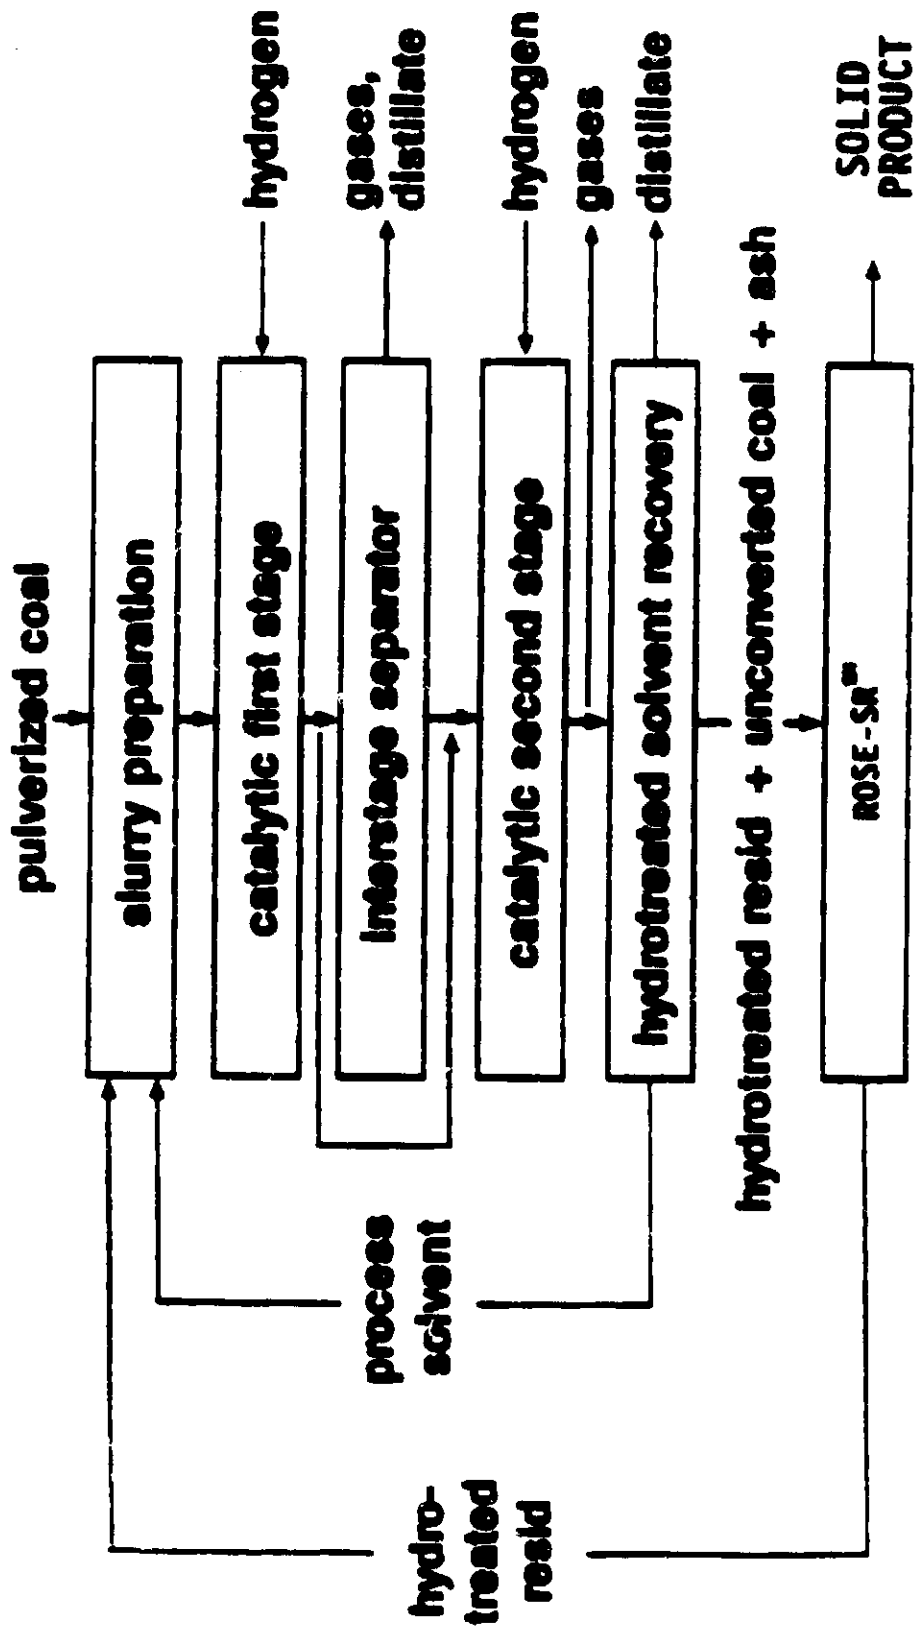 pulverized coal
slurry preparation
catalytic first stage
hydrogen
interstage separator
gases,
distillate
catalytic second stage
hydrogen
gases
hydrotreated solvent recovery
distillate
process
solvent
hydrotreated resid + unconverted coal + ash
ROSE-SR℠
SOLID
PRODUCT
hydro-
treated
resid